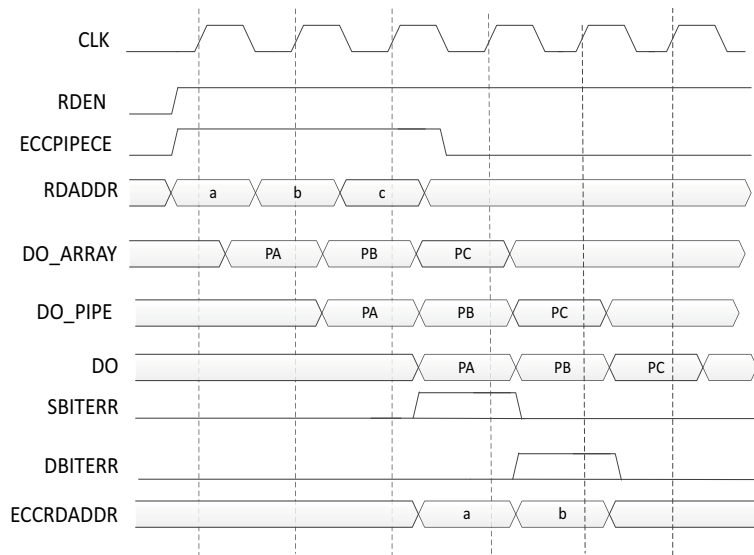 CLK
RDEN
ECCPIPECE
RDADDR a b c
DO_ARRAY PA PB PC
DO_PIPE PA PB PC
DO PA PB PC
SBITERR
DBITERR
ECCRDADDR a b